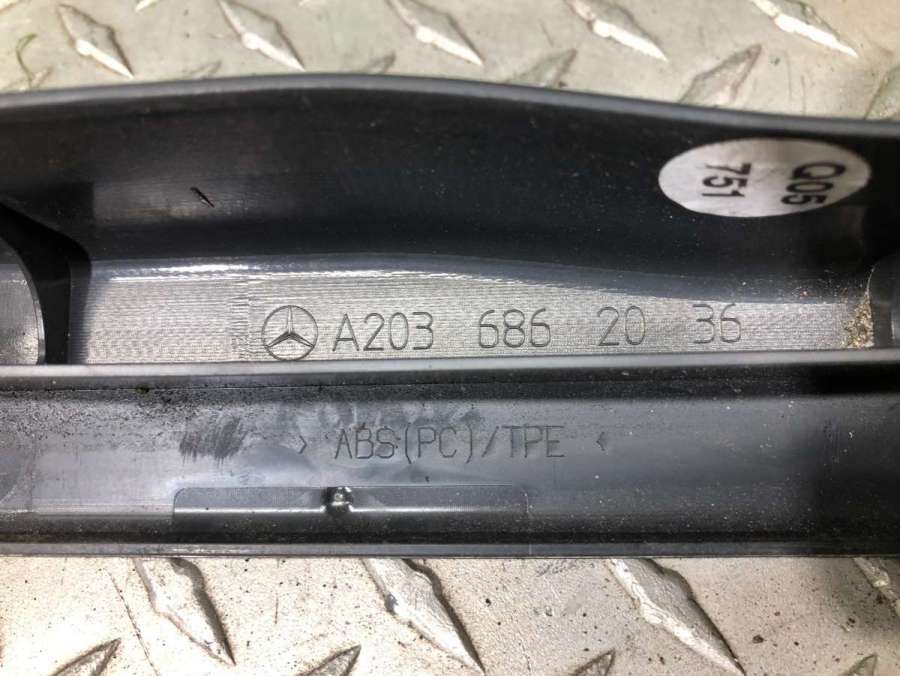 Q05
751
A203 686 20 36
> ABS(PC)/TPE <